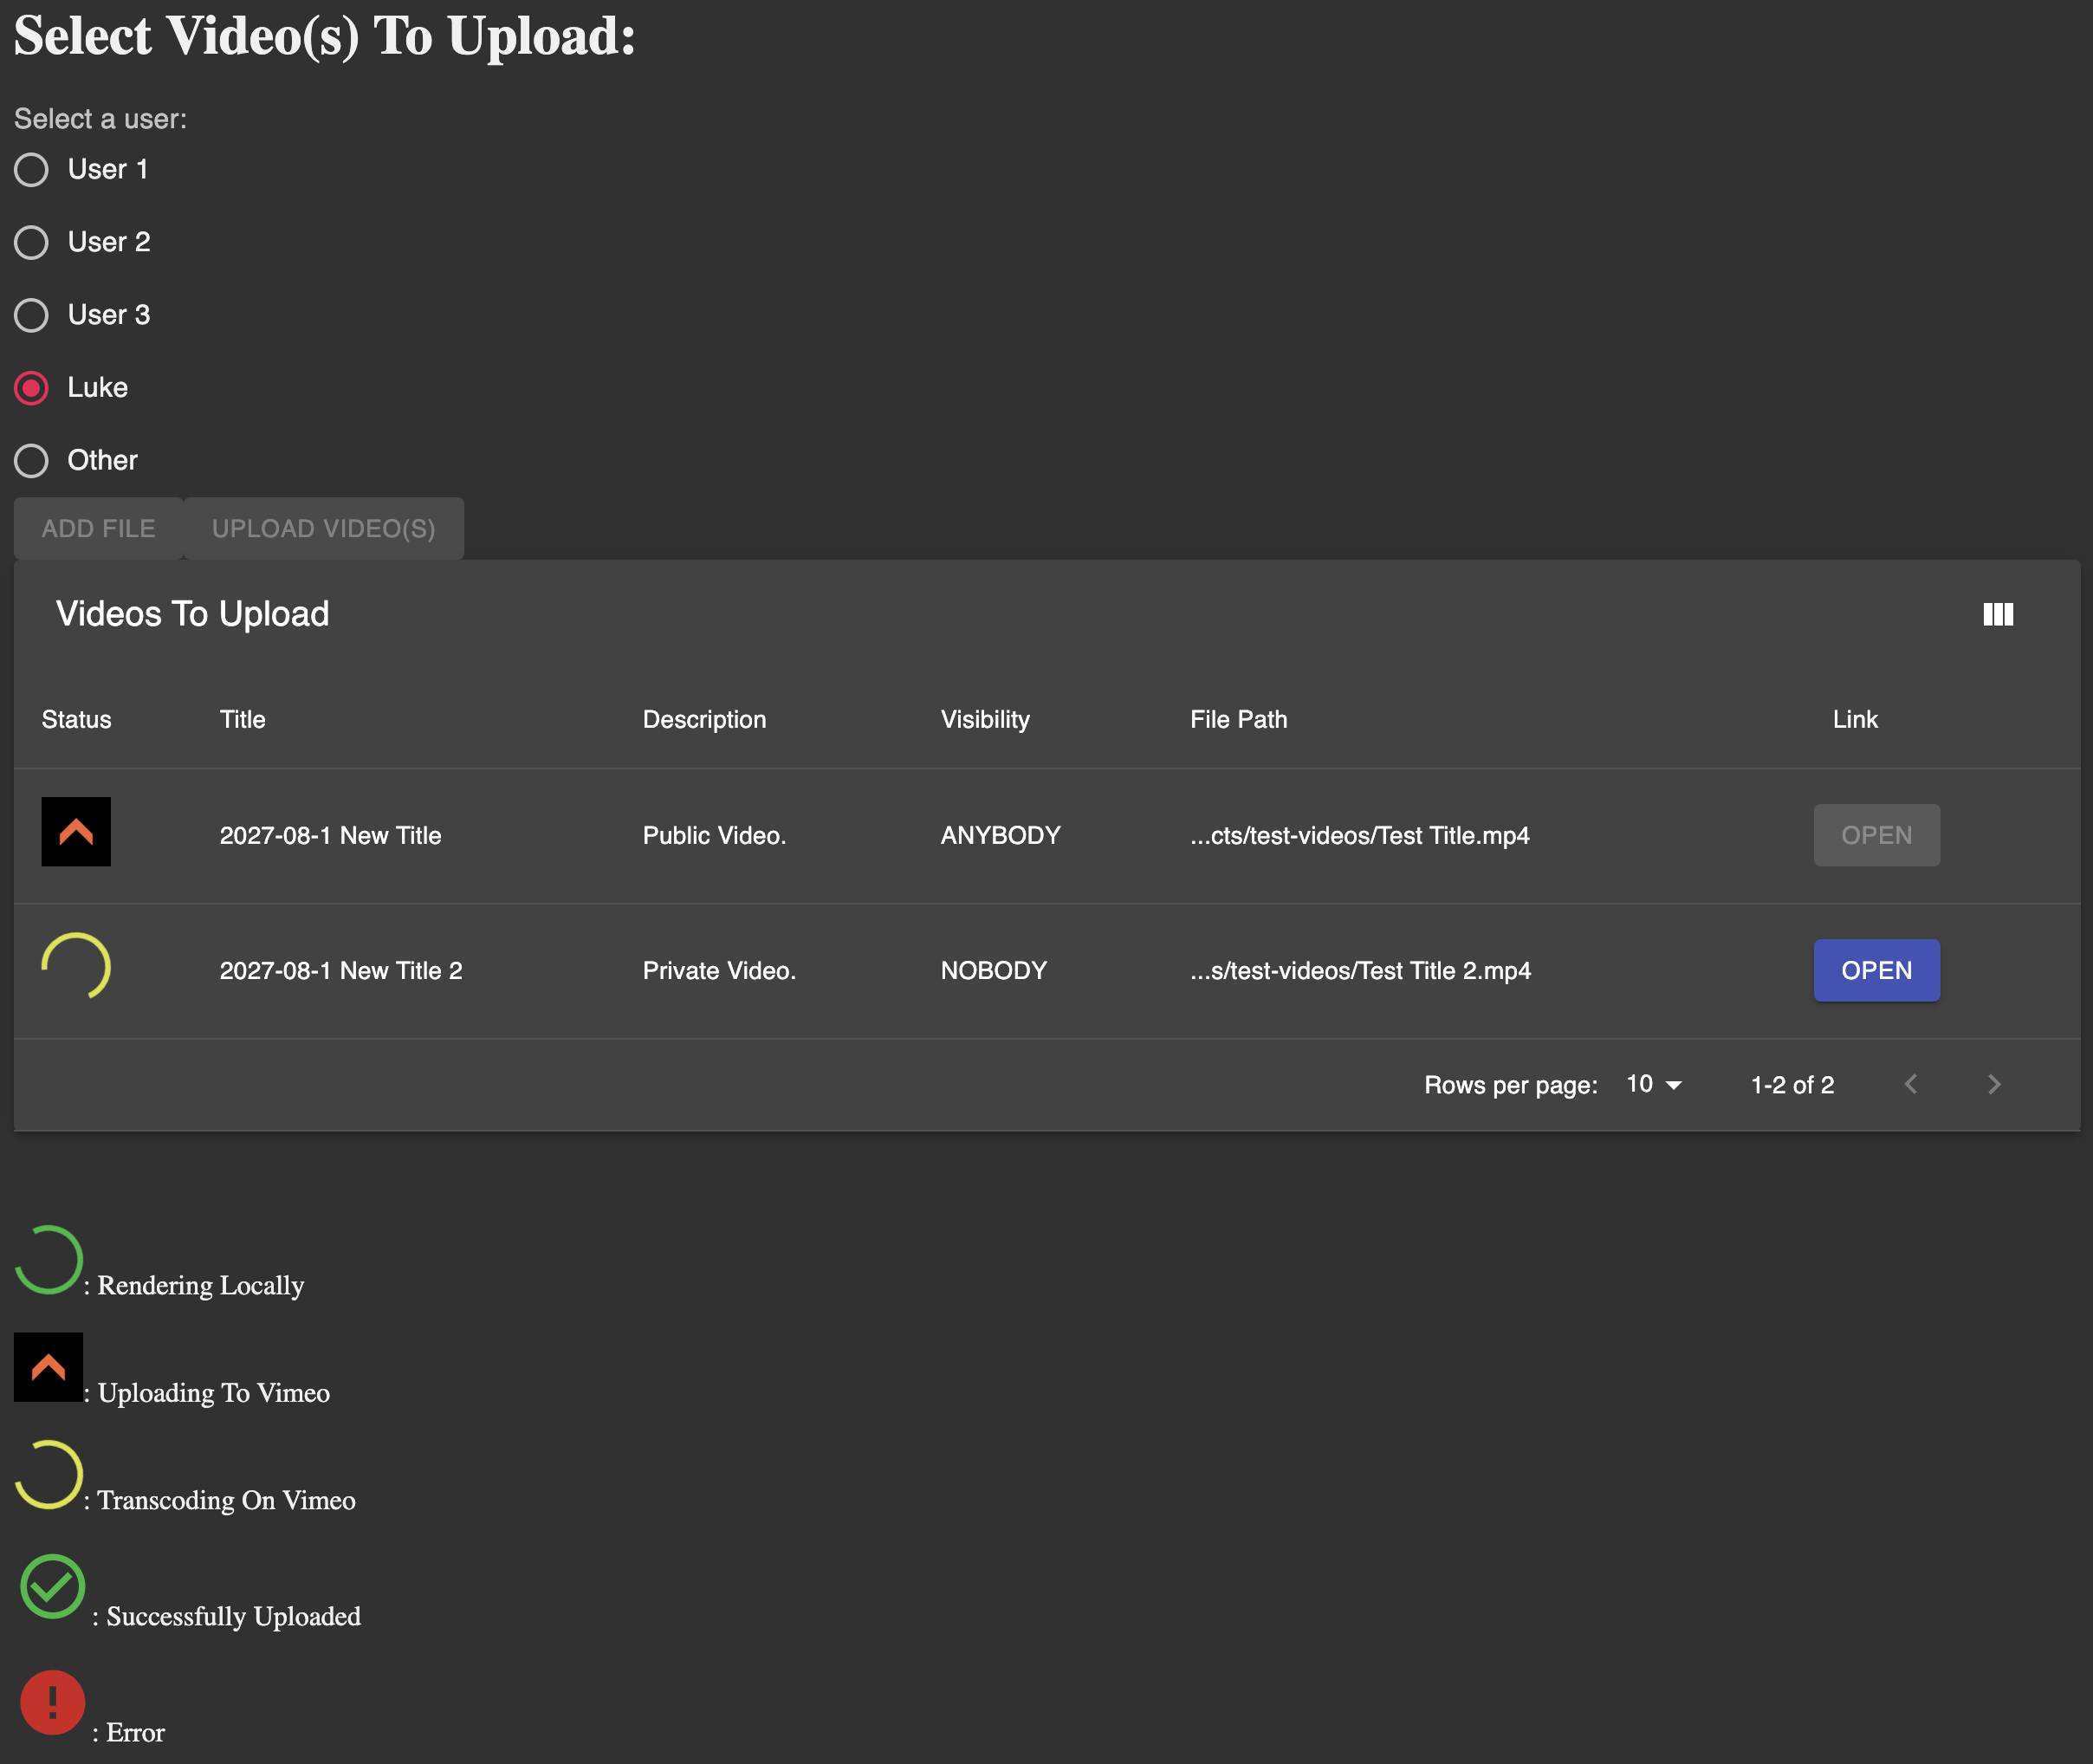 Select Video(s) To Upload:
Select a user:
User 1
User 2
User 3
Luke
Other
ADD FILE UPLOAD VIDEO(S)
Videos To Upload
Status Title Description Visibility File Path Link
2027-08-1 New Title Public Video. ANYBODY ...cts/test-videos/Test Title.mp4 OPEN
2027-08-1 New Title 2 Private Video. NOBODY ...s/test-videos/Test Title 2.mp4 OPEN
Rows per page: 10 1-2 of 2
: Rendering Locally
: Uploading To Vimeo
: Transcoding On Vimeo
: Successfully Uploaded
: Error